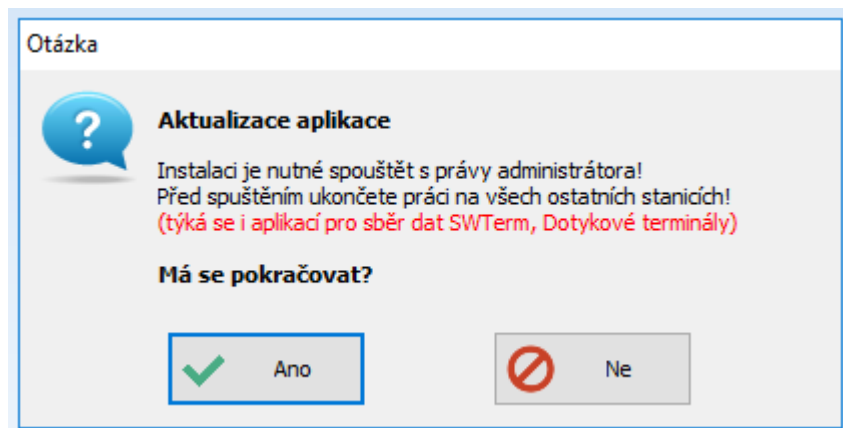 Otázka
?
Aktualizace aplikace
Instalaci je nutné spouštět s právy administrátora!
Před spuštěním ukončete práci na všech ostatních stanicích!
(týká se i aplikací pro sběr dat SWTerm, Dotykové terminály)
Má se pokračovat?
Ano
Ne